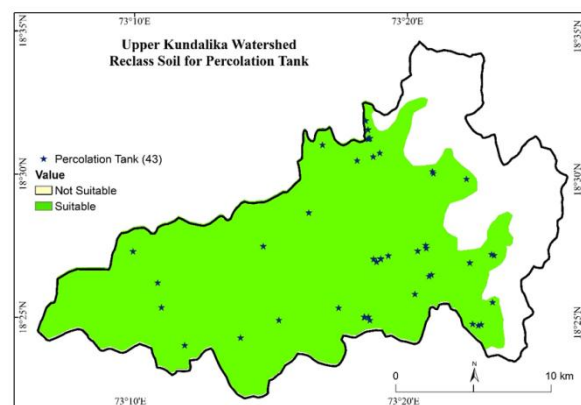 73°10'E
73°20'E
18°35'N
18°35'N
Upper Kundalika Watershed
Reclass Soil for Percolation Tank
Percolation Tank (43)
Value
Not Suitable
Suitable
18°30'N
18°30'N
18°25'N
18°25'N
N
0
10 km
73°10'E
73°20'E